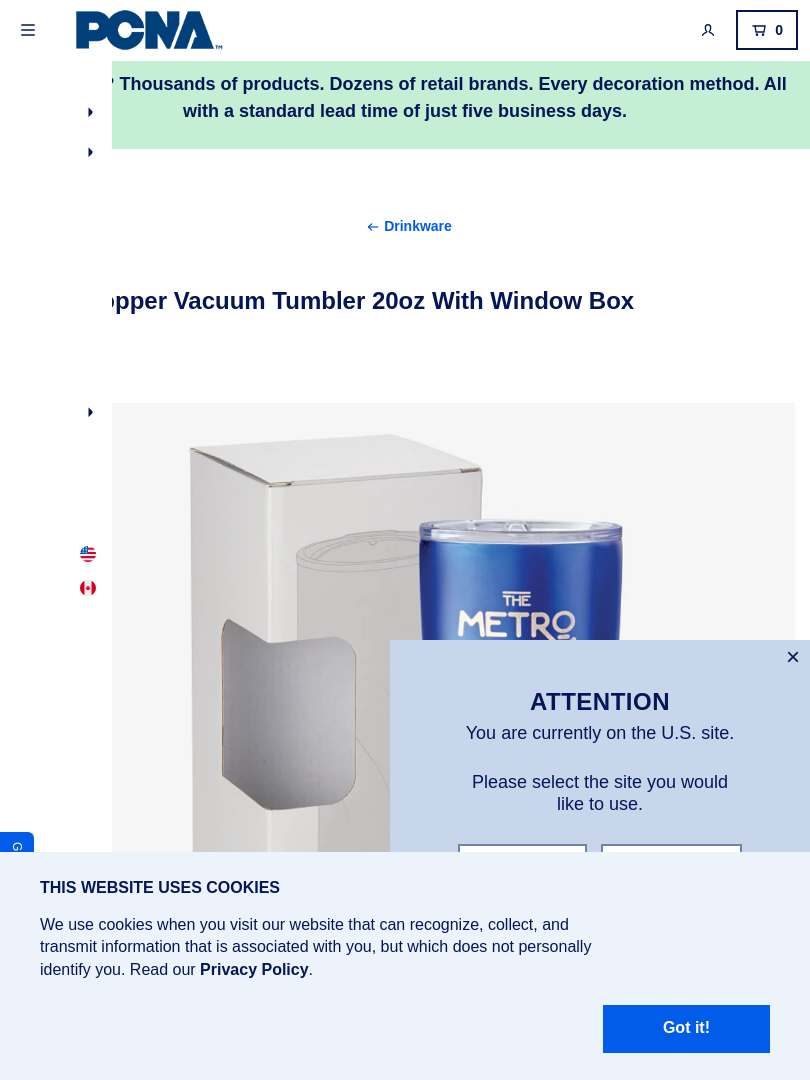 PCNA™
0
? Thousands of products. Dozens of retail brands. Every decoration method. All
with a standard lead time of just five business days.
Drinkware
opper Vacuum Tumbler 20oz With Window Box
THE
METRO
ATTENTION
You are currently on the U.S. site.
Please select the site you would
like to use.
G
THIS WEBSITE USES COOKIES
We use cookies when you visit our website that can recognize, collect, and
transmit information that is associated with you, but which does not personally
identify you. Read our Privacy Policy.
Got it!